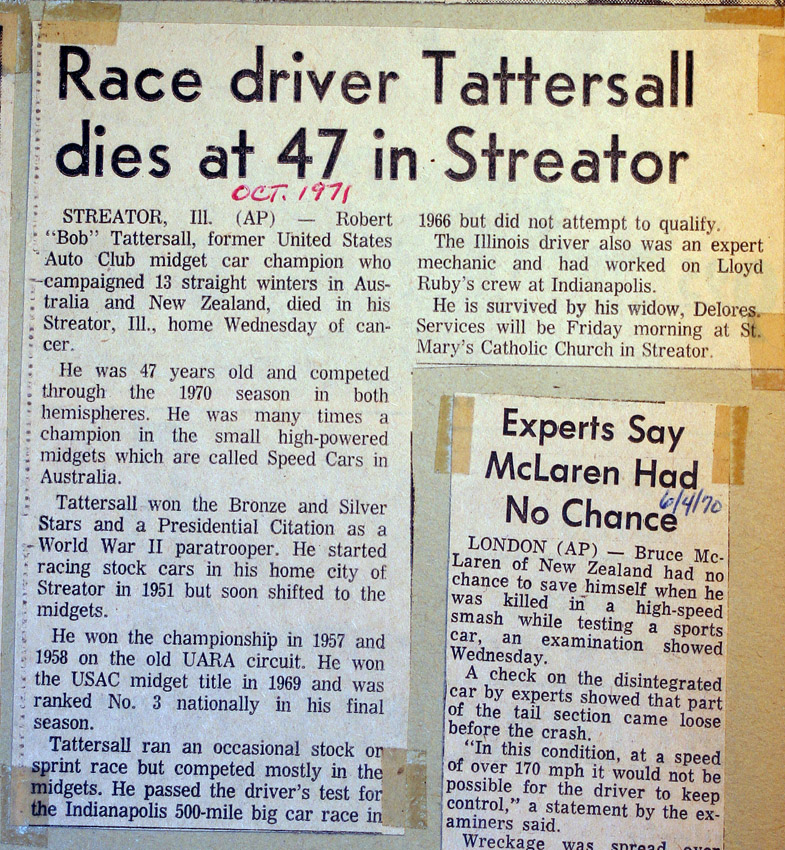 Race driver Tattersall
dies at 47 in Streator
OCT. 1971
STREATOR, Ill. (AP) — Robert
"Bob" Tattersall, former United States
Auto Club midget car champion who
campaigned 13 straight winters in Aus-
tralia and New Zealand, died in his
Streator, Ill., home Wednesday of can-
cer.
He was 47 years old and competed
through the 1970 season in both
hemispheres. He was many times a
champion in the small high-powered
midgets which are called Speed Cars in
Australia.
Tattersall won the Bronze and Silver
Stars and a Presidential Citation as a
World War II paratrooper. He started
racing stock cars in his home city of
Streator in 1951 but soon shifted to the
midgets.
He won the championship in 1957 and
1958 on the old UARA circuit. He won
the USAC midget title in 1969 and was
ranked No. 3 nationally in his final
season.
Tattersall ran an occasional stock or
sprint race but competed mostly in the
midgets. He passed the driver's test for
the Indianapolis 500-mile big car race in
1966 but did not attempt to qualify.
The Illinois driver also was an expert
mechanic and had worked on Lloyd
Ruby's crew at Indianapolis.
He is survived by his widow, Delores.
Services will be Friday morning at St.
Mary's Catholic Church in Streator.
Experts Say
McLaren Had
No Chance
6/4/70
LONDON (AP) — Bruce Mc-
Laren of New Zealand had no
chance to save himself when he
was killed in a high-speed
smash while testing a sports
car, an examination showed
Wednesday.
A check on the disintegrated
car by experts showed that part
of the tail section came loose
before the crash.
"In this condition, at a speed
of over 170 mph it would not be
possible for the driver to keep
control," a statement by the ex-
aminers said.
Wreckage was spread over